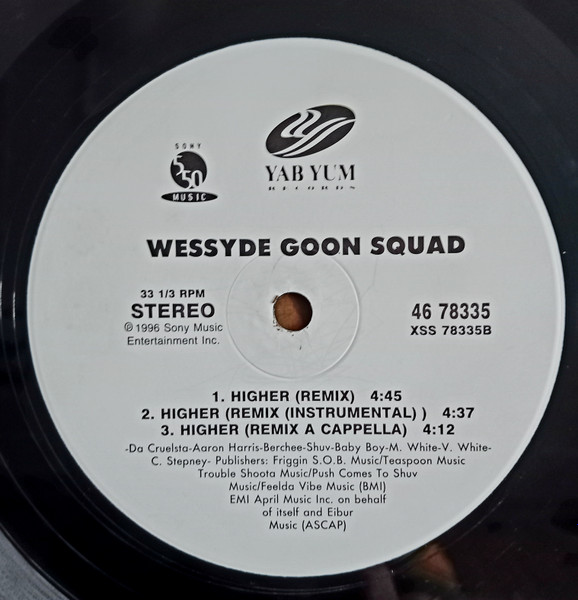 SONY
550
MUSIC
YAB YUM
RECORDS
WESSYDE GOON SQUAD
33 1/3 RPM
STEREO
℗ 1996 Sony Music
Entertainment Inc.
46 78335
XSS 78335B
1. HIGHER (REMIX) 4:45
2. HIGHER (REMIX (INSTRUMENTAL) ) 4:37
3. HIGHER (REMIX A CAPPELLA) 4:12
-Da Cruelsta-Aaron Harris-Berchee-Shuv-Baby Boy-M. White-V. White-
C. Stepney- Publishers: Friggin S.O.B. Music/Teaspoon Music
Trouble Shoota Music/Push Comes To Shuv
Music/Feelda Vibe Music (BMI)
EMI April Music Inc. on behalf
of itself and Eibur
Music (ASCAP)